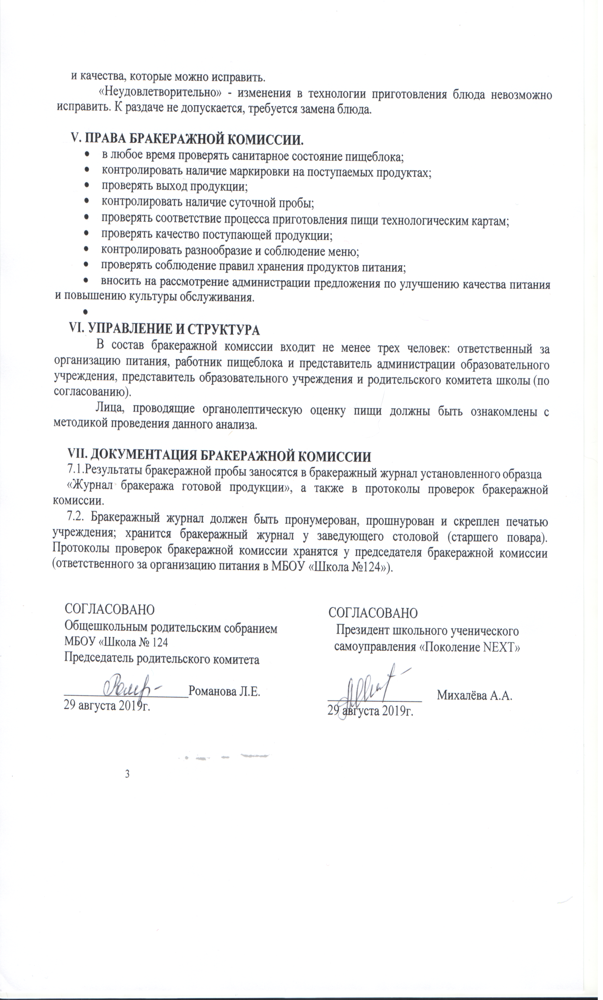 и качества, которые можно исправить.
«Неудовлетворительно» - изменения в технологии приготовления блюда невозможно
исправить. К раздаче не допускается, требуется замена блюда.
V. ПРАВА БРАКЕРАЖНОЙ КОМИССИИ.
• в любое время проверять санитарное состояние пищеблока;
• контролировать наличие маркировки на поступаемых продуктах;
• проверять выход продукции;
• контролировать наличие суточной пробы;
• проверять соответствие процесса приготовления пищи технологическим картам;
• проверять качество поступающей продукции;
• контролировать разнообразие и соблюдение меню;
• проверять соблюдение правил хранения продуктов питания;
• вносить на рассмотрение администрации предложения по улучшению качества питания
и повышению культуры обслуживания.
•
VI. УПРАВЛЕНИЕ И СТРУКТУРА
В состав бракеражной комиссии входит не менее трех человек: ответственный за
организацию питания, работник пищеблока и представитель администрации образовательного
учреждения, представитель образовательного учреждения и родительского комитета школы (по
согласованию).
Лица, проводящие органолептическую оценку пищи должны быть ознакомлены с
методикой проведения данного анализа.
VII. ДОКУМЕНТАЦИЯ БРАКЕРАЖНОЙ КОМИССИИ
7.1.Результаты бракеражной пробы заносятся в бракеражный журнал установленного образца
«Журнал бракеража готовой продукции», а также в протоколы проверок бракеражной
комиссии.
7.2. Бракеражный журнал должен быть пронумерован, прошнурован и скреплен печатью
учреждения; хранится бракеражный журнал у заведующего столовой (старшего повара).
Протоколы проверок бракеражной комиссии хранятся у председателя бракеражной комиссии
(ответственного за организацию питания в МБОУ «Школа №124»).
СОГЛАСОВАНО
Общешкольным родительским собранием
МБОУ «Школа № 124
Председатель родительского комитета
Романова Л.Е.
29 августа 2019г.
СОГЛАСОВАНО
Президент школьного ученического
самоуправления «Поколение NEXT»
Михалёва А.А.
29 августа 2019г.
3